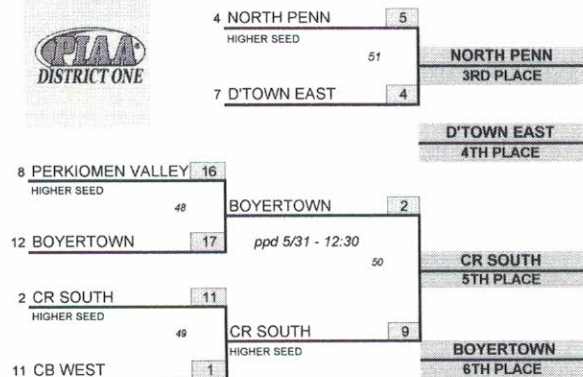 PIAA
DISTRICT ONE
4 NORTH PENN 5
HIGHER SEED
51
7 D'TOWN EAST 4
NORTH PENN
3RD PLACE
D'TOWN EAST
4TH PLACE
8 PERKIOMEN VALLEY 16
HIGHER SEED
48
12 BOYERTOWN 17
BOYERTOWN 2
ppd 5/31 - 12:30
50
2 CR SOUTH 11
HIGHER SEED
49
11 CB WEST 1
CR SOUTH 9
HIGHER SEED
CR SOUTH
5TH PLACE
BOYERTOWN
6TH PLACE